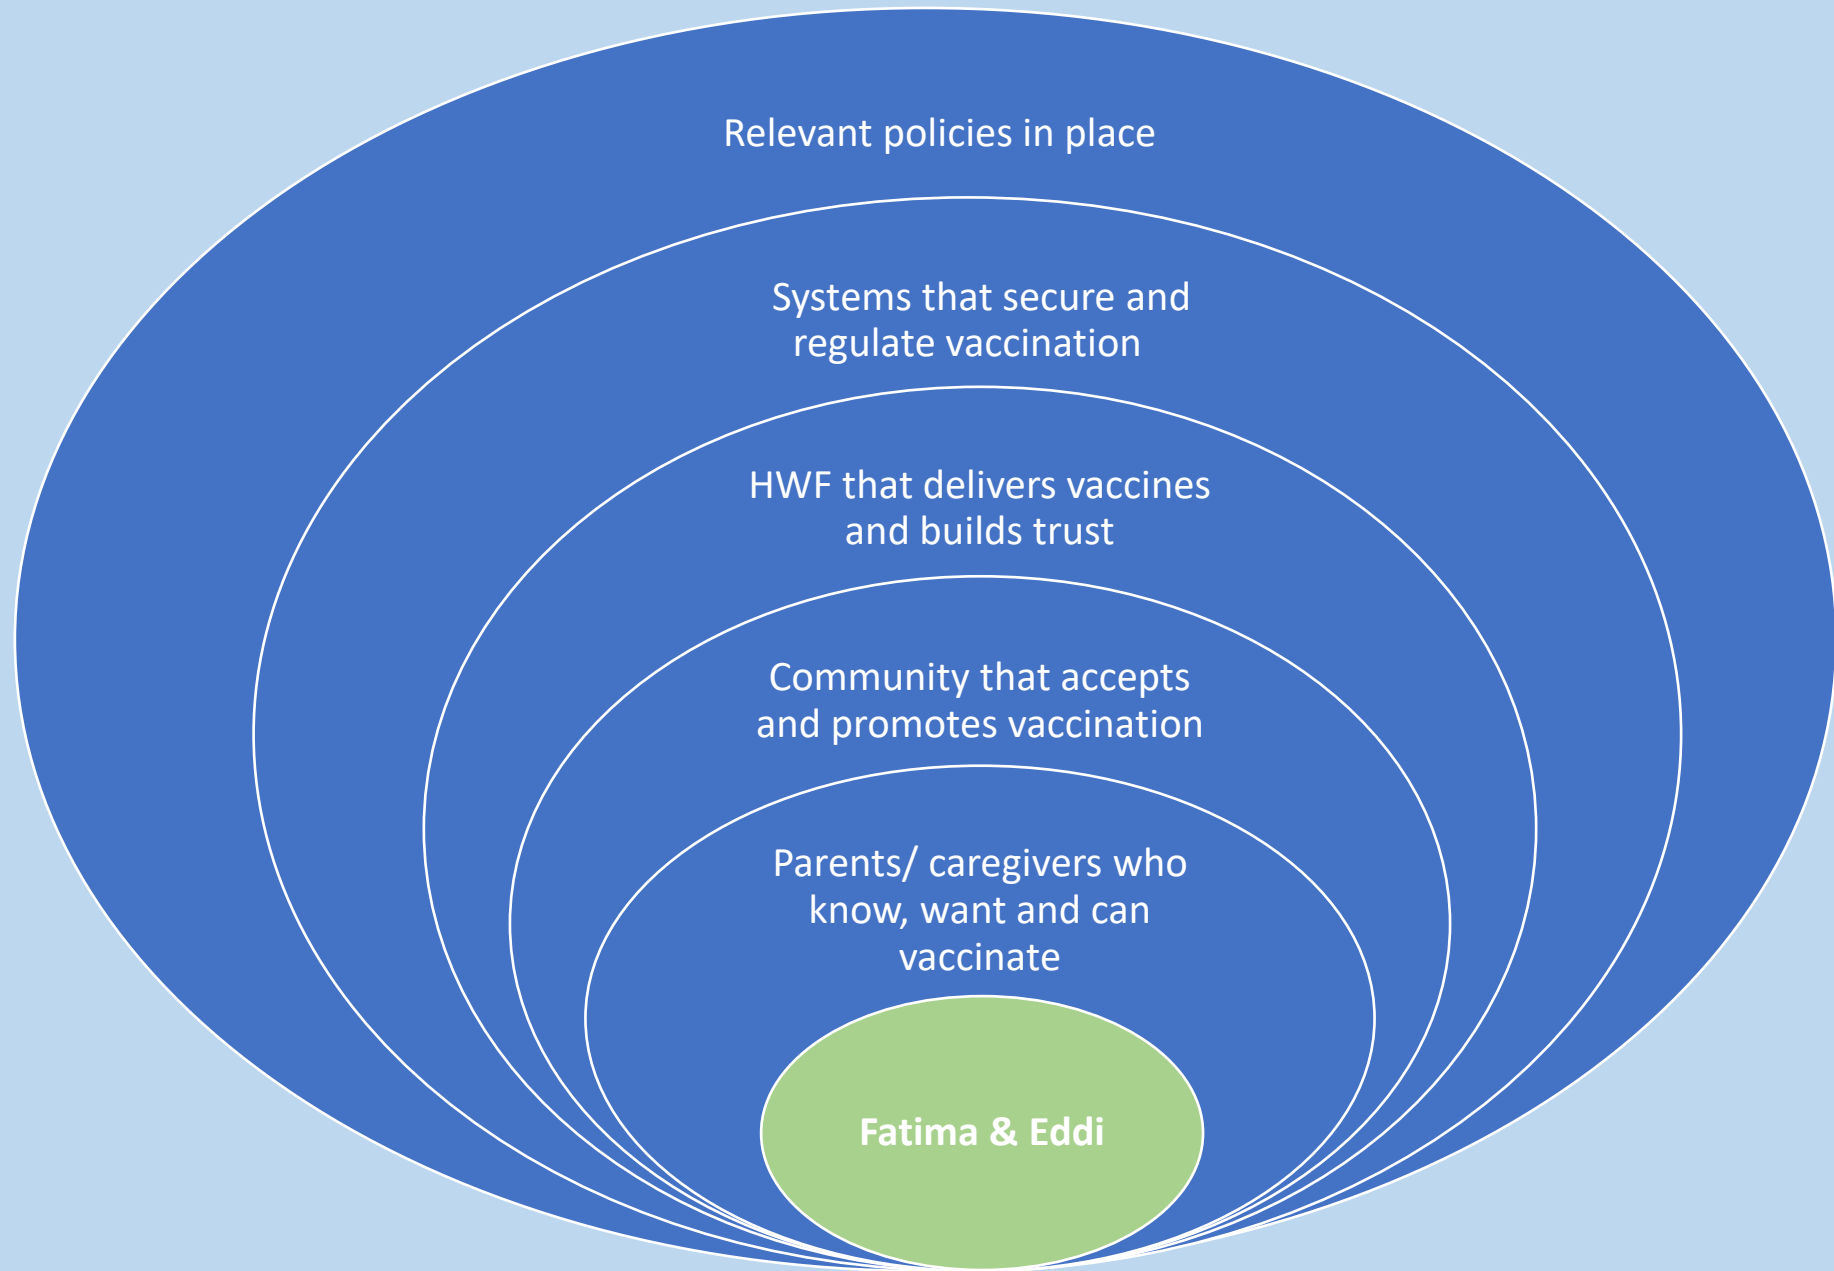 Relevant policies in place
Systems that secure and
regulate vaccination
HWF that delivers vaccines
and builds trust
Community that accepts
and promotes vaccination
Parents/ caregivers who
know, want and can
vaccinate
Fatima & Eddi